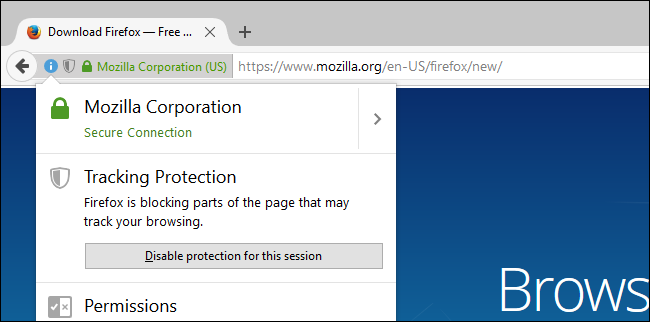 Download Firefox — Free ...
Mozilla Corporation (US) https://www.mozilla.org/en-US/firefox/new/
Mozilla Corporation
Secure Connection
Tracking Protection
Firefox is blocking parts of the page that may
track your browsing.
Disable protection for this session
Permissions
Brows